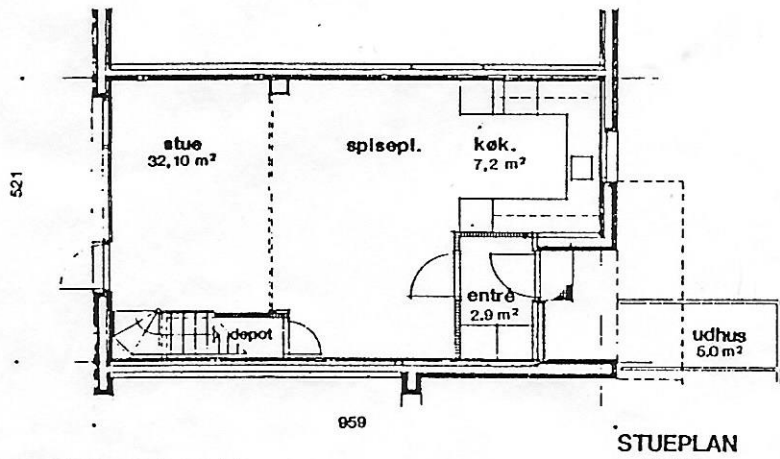 stue
32,10 m²
spisepl.
køk.
7,2 m²
521
entré
2.9 m²
depot
udhus
5.0 m²
959
STUEPLAN